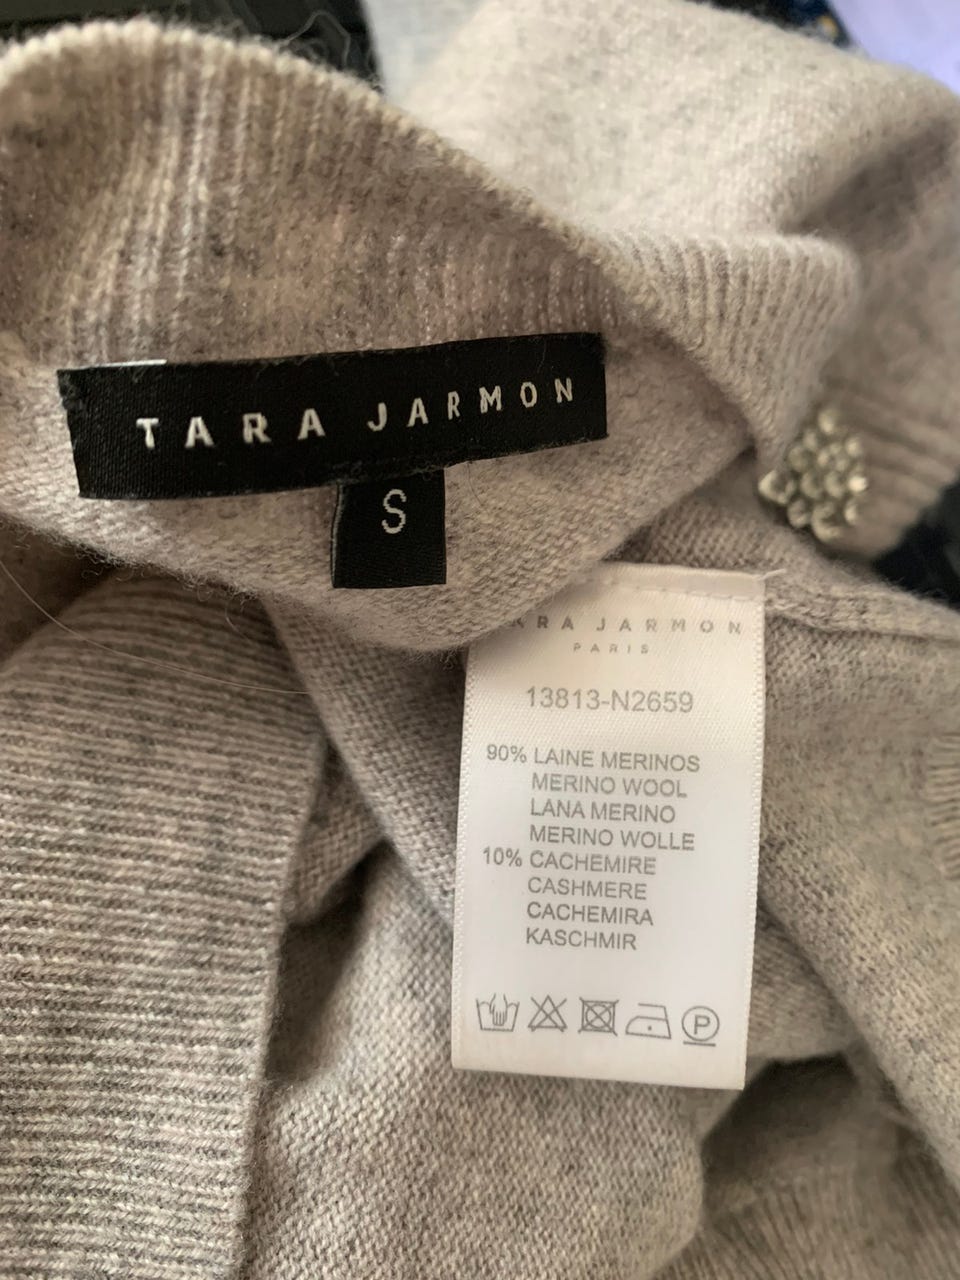 TARA JARMON
S
ARA JARMON
PARIS
13813-N2659
90% LAINE MERINOS
MERINO WOOL
LANA MERINO
MERINO WOLLE
10% CACHEMIRE
CASHMERE
CACHEMIRA
KASCHMIR
P